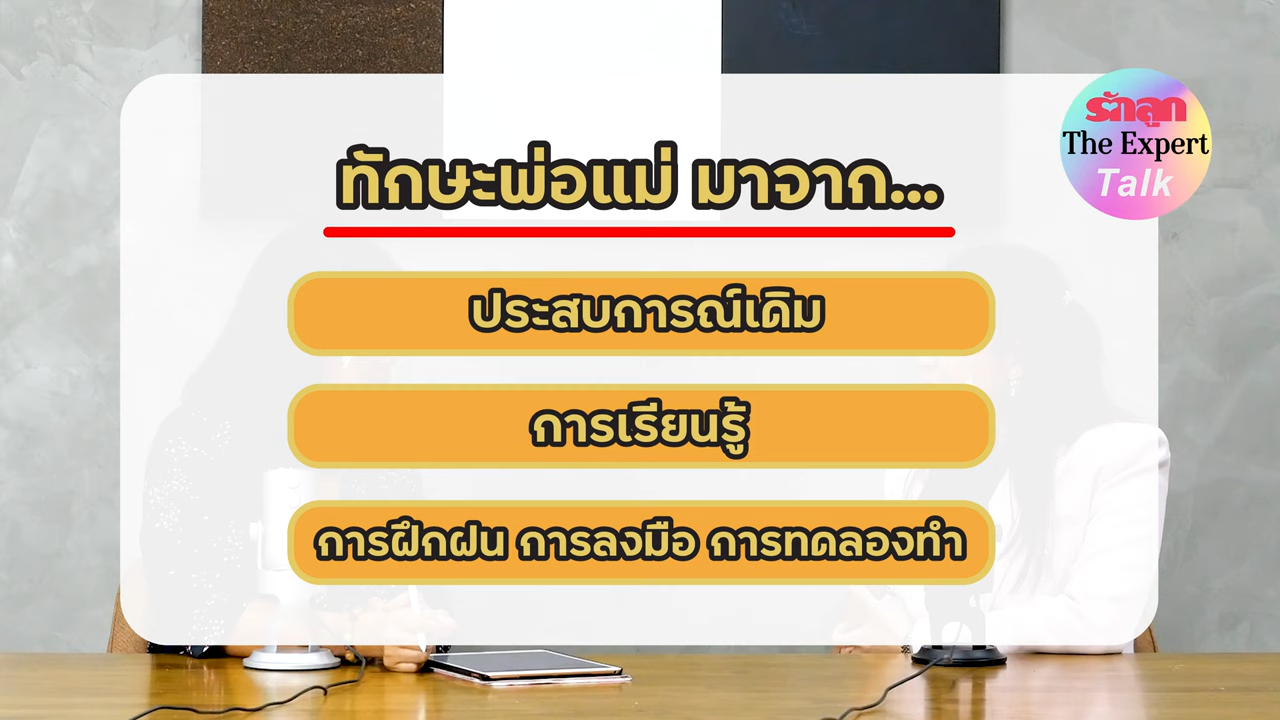 รักลูก
The Expert
Talk
ทักษะพ่อแม่ มาจาก...
ประสบการณ์เดิม
การเรียนรู้
การฝึกฝน การลงมือ การทดลองทำ